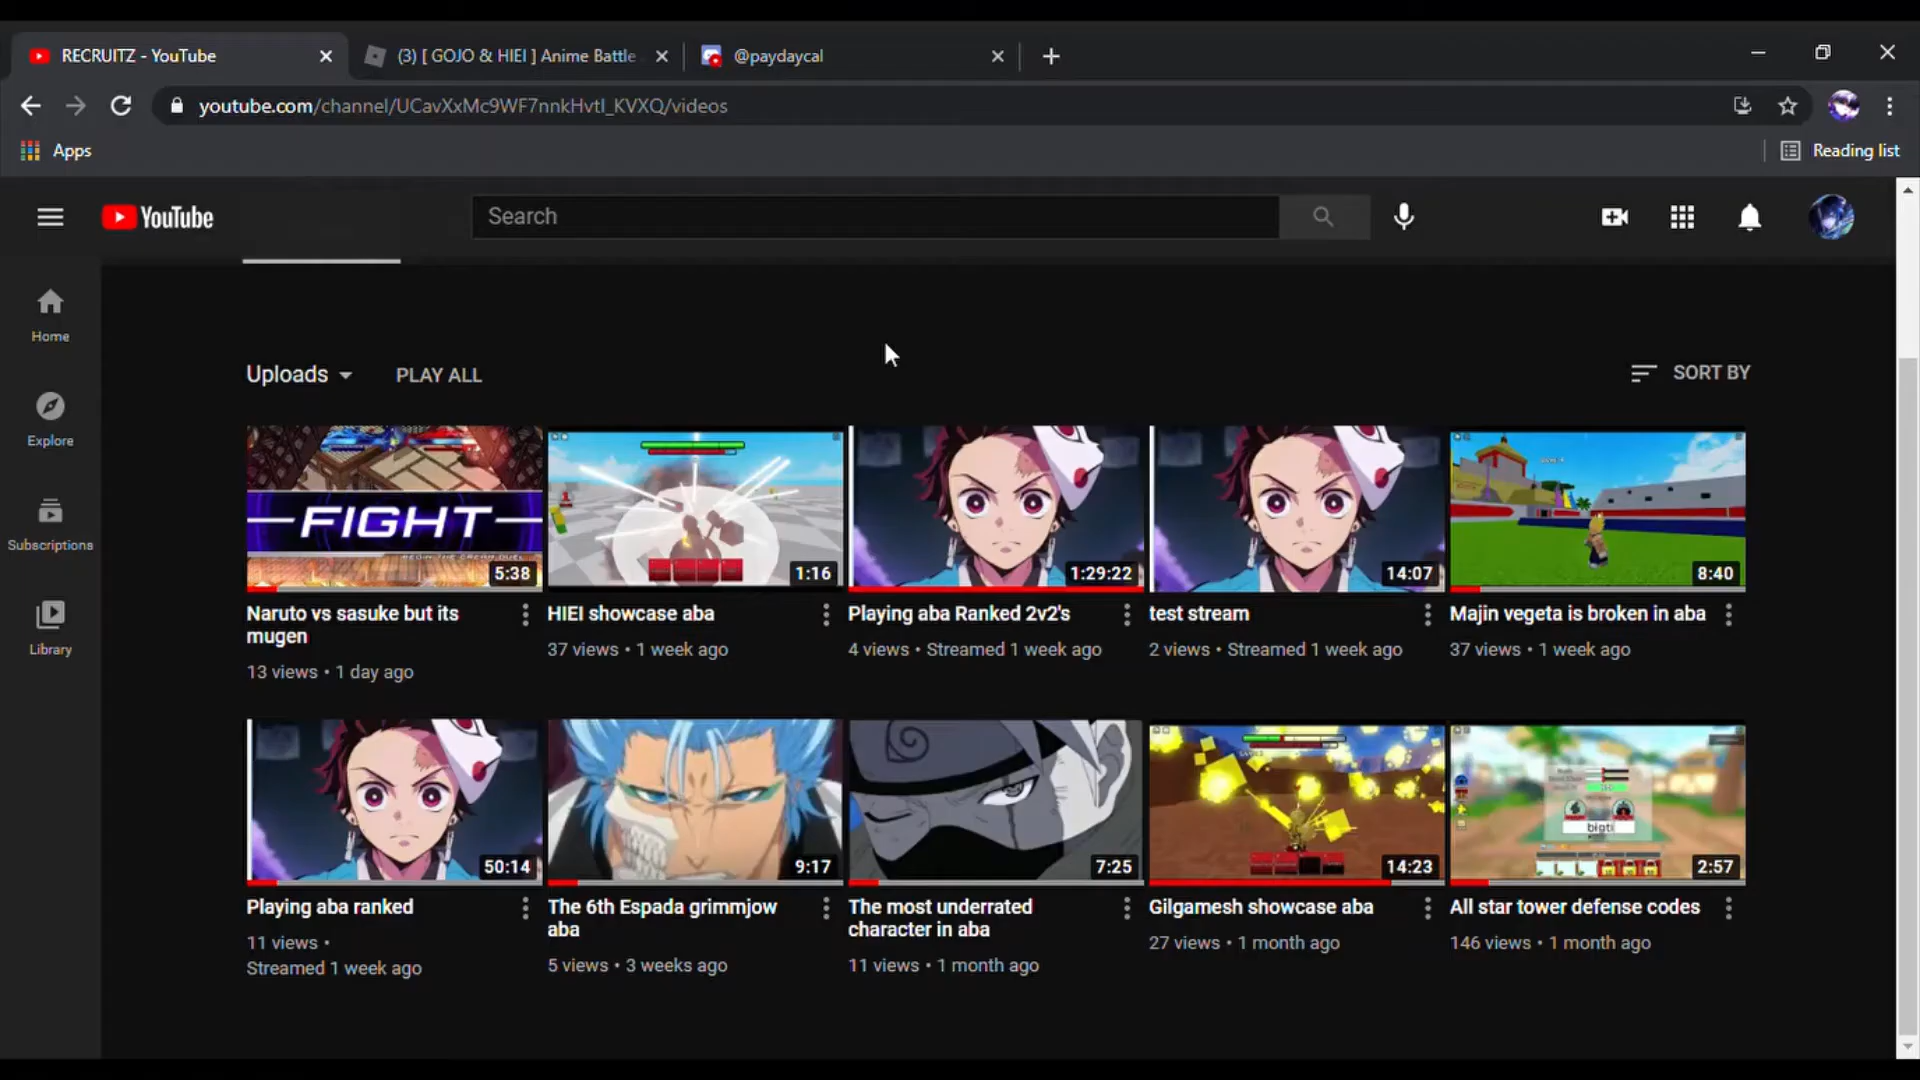 RECRUITZ - YouTube
(3) [ GOJO & HIEI ] Anime Battle
@paydaycal
youtube.com/channel/UCavXxMc9WF7nnkHvtI_KVXQ/videos
Apps
Reading list
YouTube
Search
Home
Explore
Subscriptions
Library
Uploads
PLAY ALL
SORT BY
FIGHT
5:38
1:16
1:29:22
14:07
8:40
Naruto vs sasuke but its
mugen
13 views • 1 day ago
HIEI showcase aba
37 views • 1 week ago
Playing aba Ranked 2v2's
4 views • Streamed 1 week ago
test stream
2 views • Streamed 1 week ago
Majin vegeta is broken in aba
37 views • 1 week ago
50:14
9:17
7:25
14:23
bigti
2:57
Playing aba ranked
11 views •
Streamed 1 week ago
The 6th Espada grimmjow
aba
5 views • 3 weeks ago
The most underrated
character in aba
11 views • 1 month ago
Gilgamesh showcase aba
27 views • 1 month ago
All star tower defense codes
146 views • 1 month ago